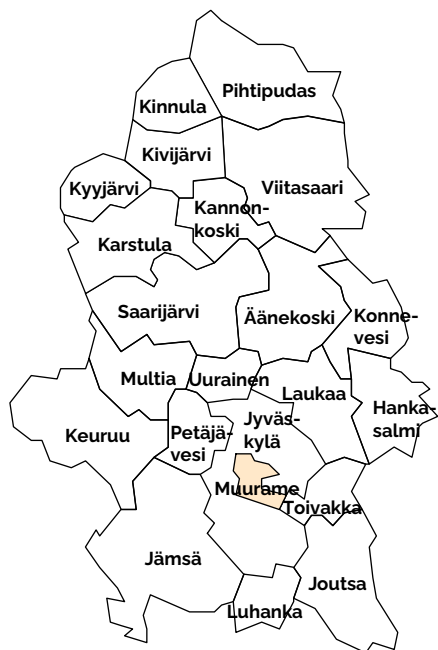 Pihtipudas
Kinnula
Kivijärvi
Kyyjärvi
Viitasaari
Kannon-
koski
Karstula
Saarijärvi
Äänekoski
Konne-
vesi
Multia
Uurainen
Laukaa
Hanka-
salmi
Keuruu
Petäjä-
vesi
Jyväs-
kylä
Muurame
Toivakka
Jämsä
Joutsa
Luhanka